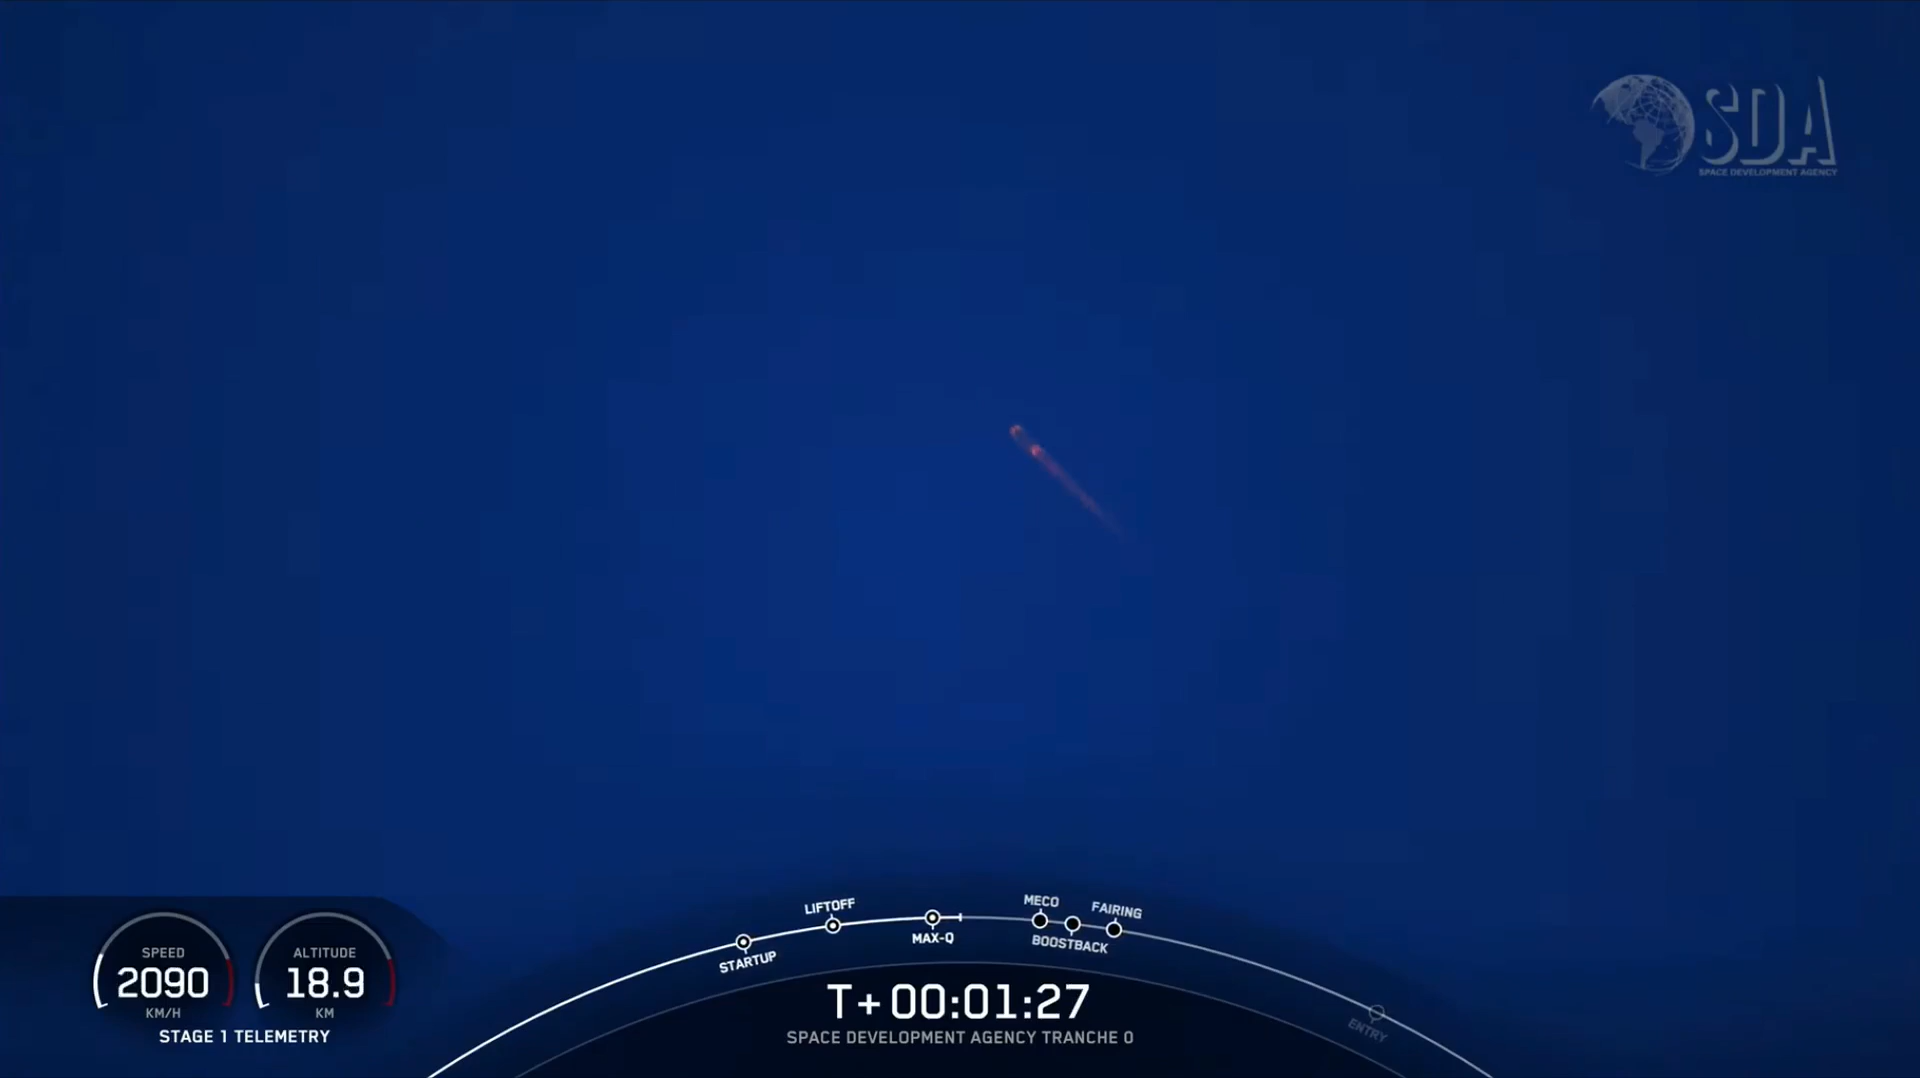 SDA
SPACE DEVELOPMENT AGENCY
LIFTOFF
MECO
FAIRING
STARTUP
MAX-Q
BOOSTBACK
ENTRY
SPEED
2090
KM/H
ALTITUDE
18.9
KM
STAGE 1 TELEMETRY
T+00:01:27
SPACE DEVELOPMENT AGENCY TRANCHE 0